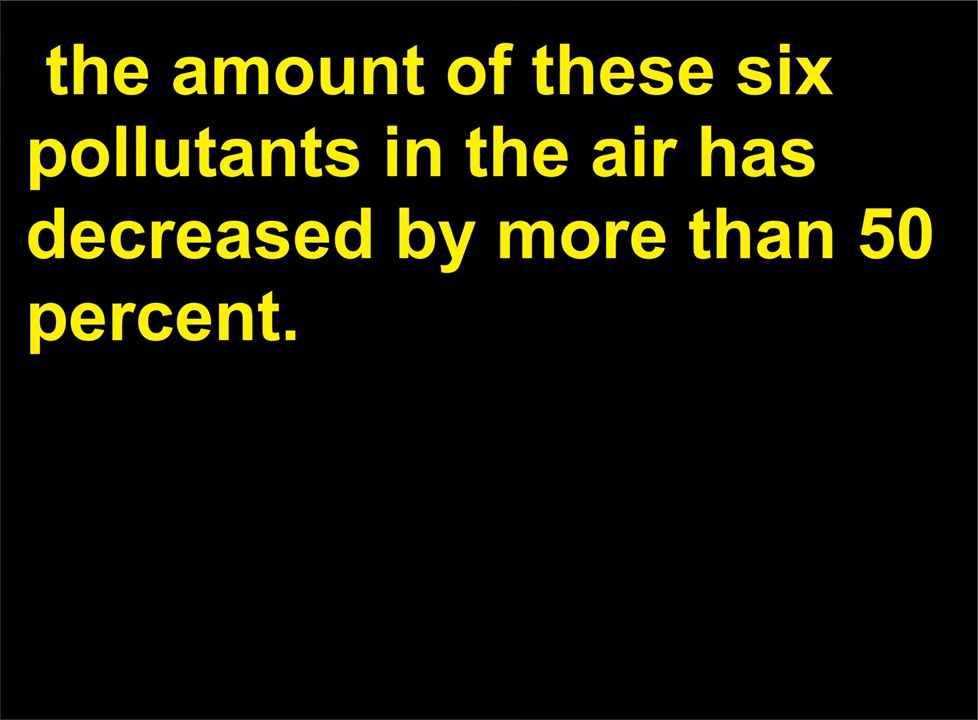 the amount of these six
pollutants in the air has
decreased by more than 50
percent.